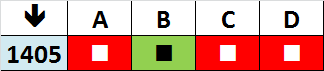 🡻 A B C D
1405 ■ ■ ■ ■